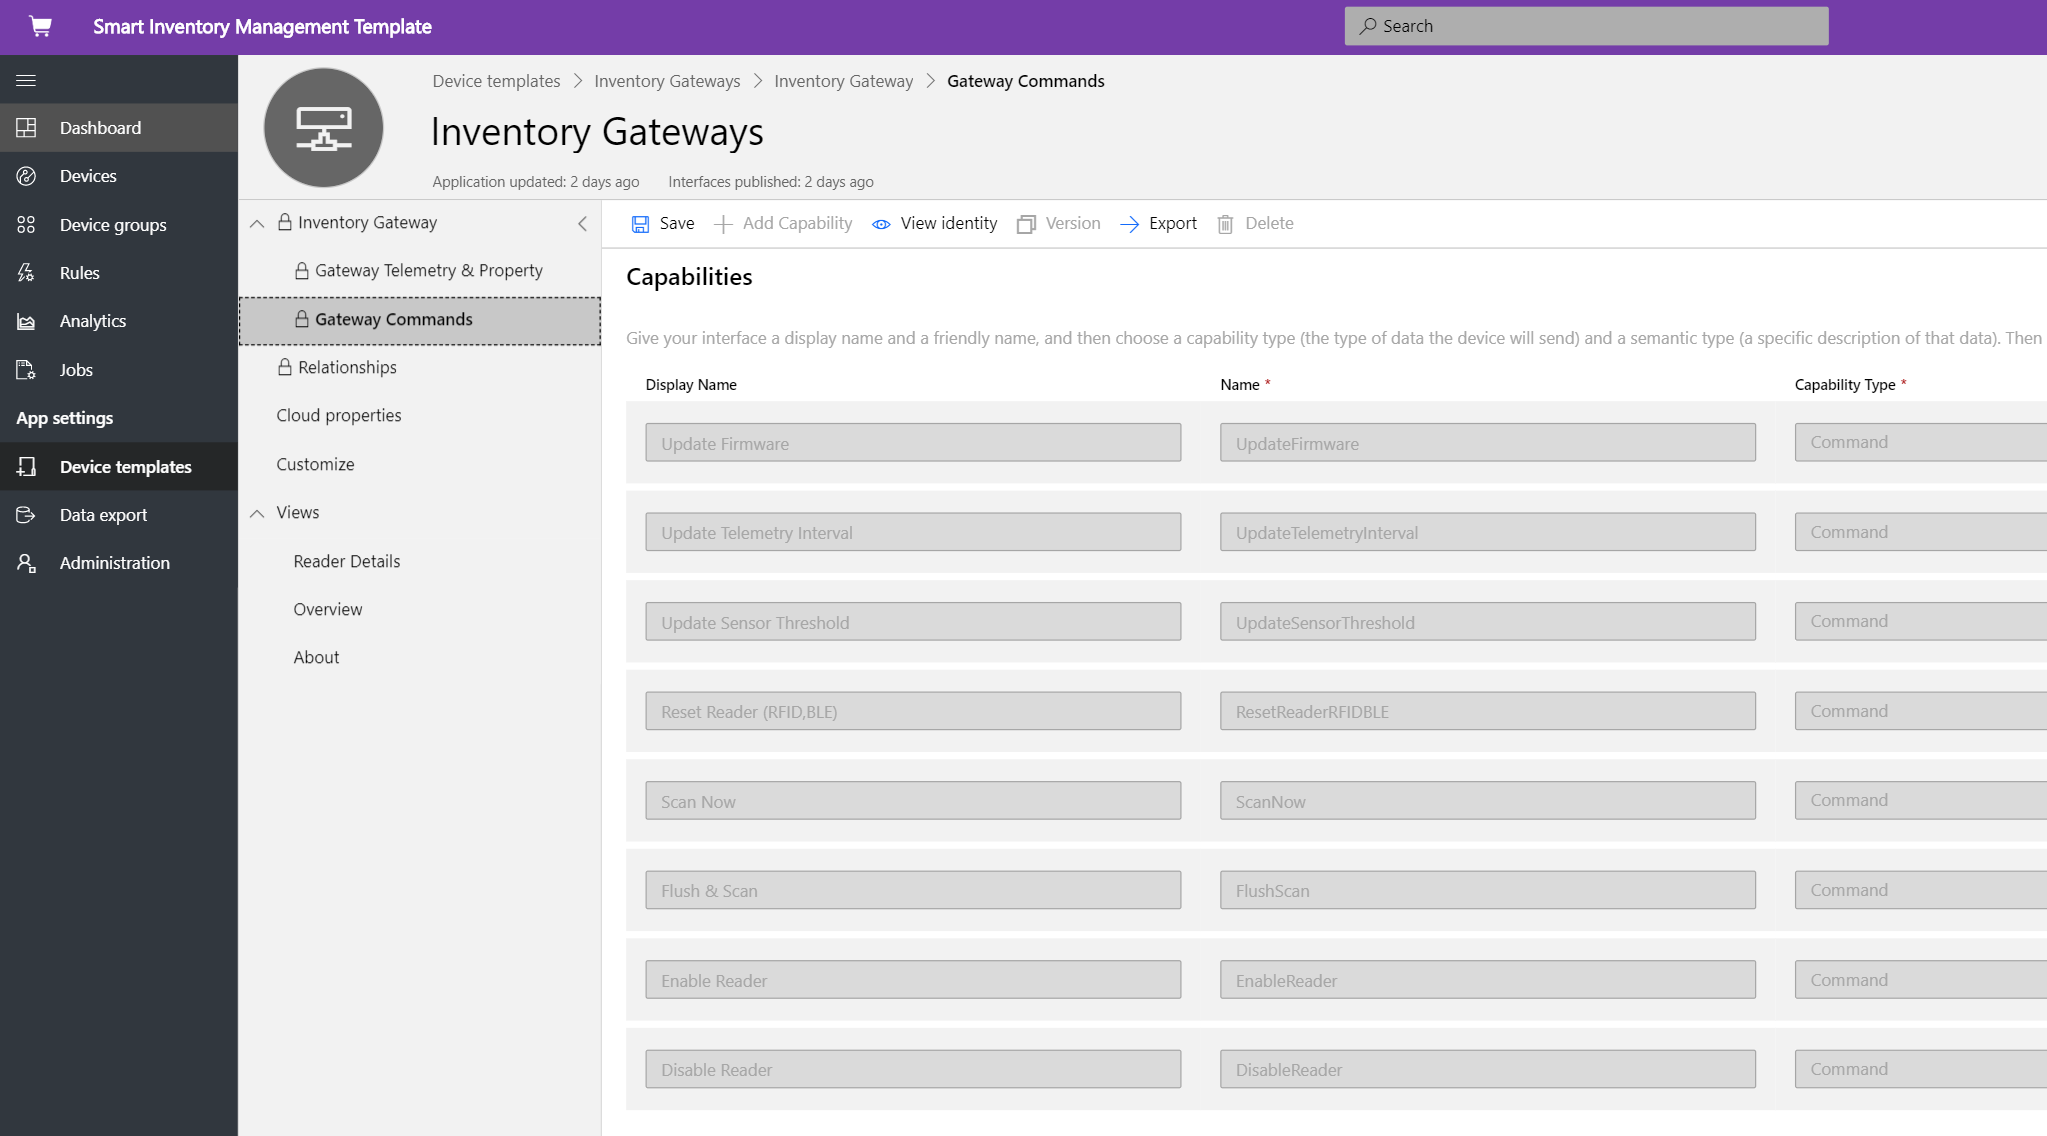 Smart Inventory Management Template
Search
Dashboard
Devices
Device groups
Rules
Analytics
Jobs
App settings
Device templates
Data export
Administration
Device templates > Inventory Gateways > Inventory Gateway > Gateway Commands
Inventory Gateways
Application updated: 2 days ago Interfaces published: 2 days ago
Inventory Gateway
Gateway Telemetry & Property
Gateway Commands
Relationships
Cloud properties
Customize
Views
Reader Details
Overview
About
Save Add Capability View identity Version Export Delete
Capabilities
Give your interface a display name and a friendly name, and then choose a capability type (the type of data the device will send) and a semantic type (a specific description of that data). Then
Display Name Name * Capability Type *
Update Firmware UpdateFirmware Command
Update Telemetry Interval UpdateTelemetryInterval Command
Update Sensor Threshold UpdateSensorThreshold Command
Reset Reader (RFID,BLE) ResetReaderRFIDBLE Command
Scan Now ScanNow Command
Flush & Scan FlushScan Command
Enable Reader EnableReader Command
Disable Reader DisableReader Command